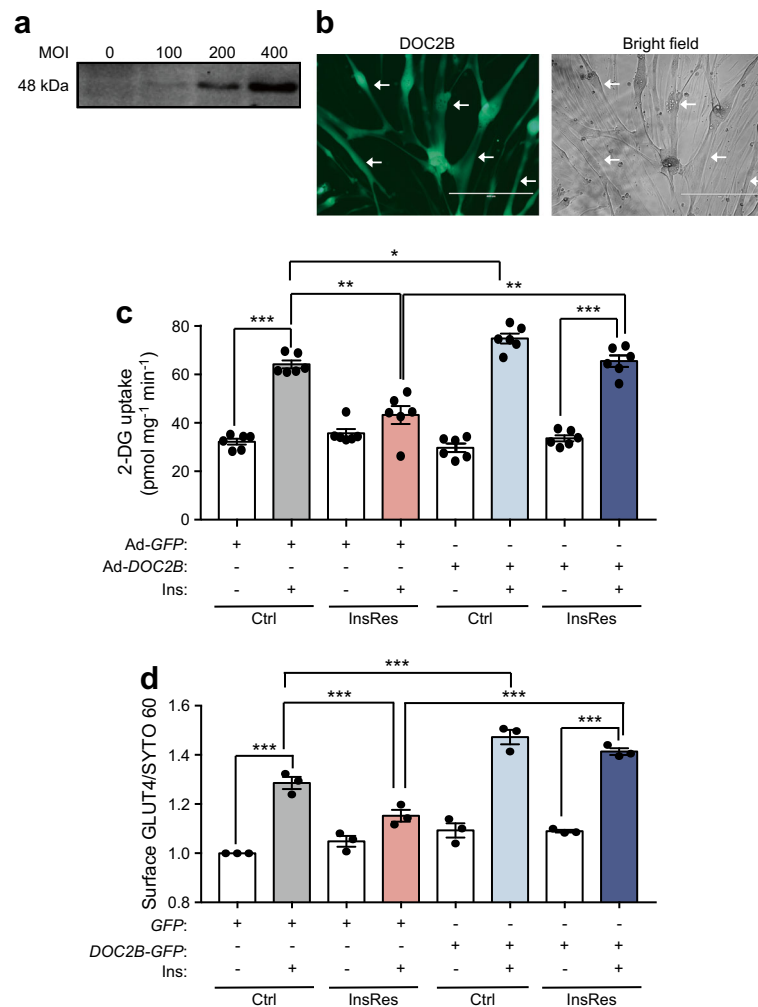 a
MOI 0 100 200 400
48 kDa
b
DOC2B Bright field
c
* 
** **
*** ***
2-DG uptake
(pmol mg⁻¹ min⁻¹)
80
60
40
20
0
Ad-GFP: + + + + - - - -
Ad-DOC2B: - - - - + + + +
Ins: - + - + - + - +
Ctrl InsRes Ctrl InsRes
d
***
*** ***
*** ***
Surface GLUT4/SYTO 60
1.6
1.4
1.2
1.0
0.8
GFP: + + + + - - - -
DOC2B-GFP: - - - - + + + +
Ins: - + - + - + - +
Ctrl InsRes Ctrl InsRes